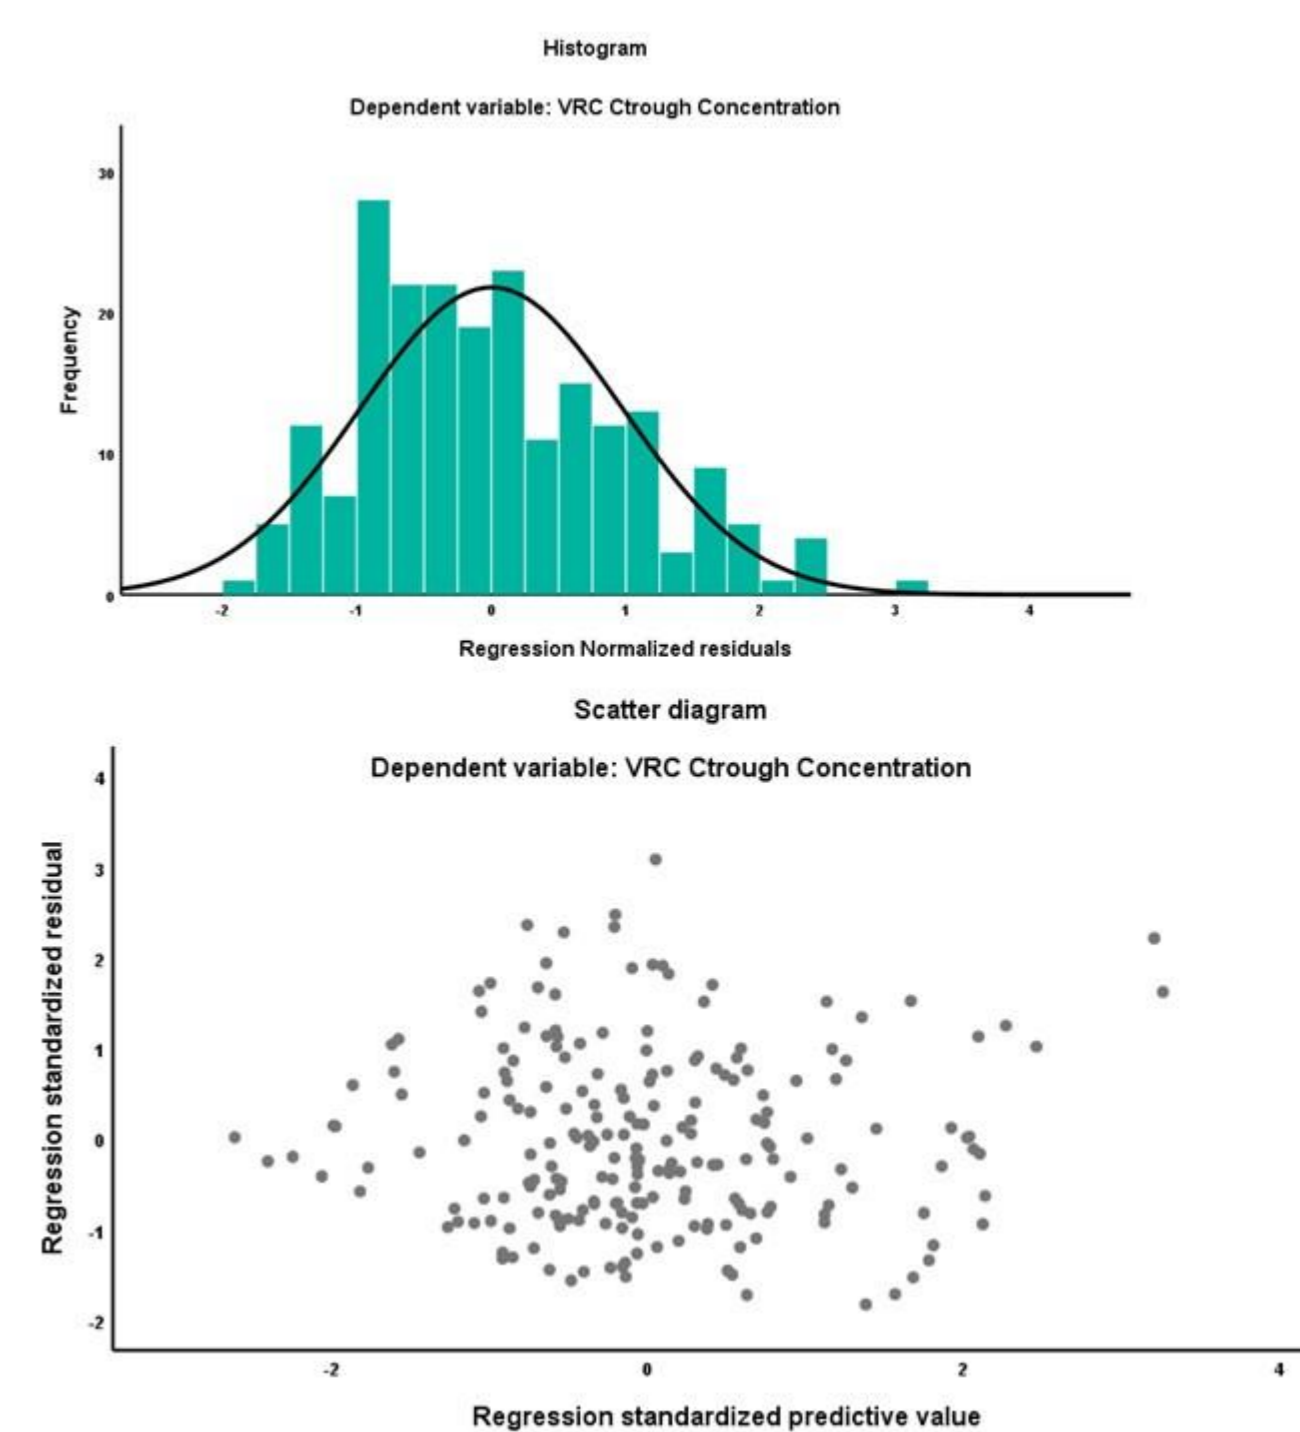 Histogram
Dependent variable: VRC Ctrough Concentration
30
20
10
0
Frequency
-2 -1 0 1 2 3 4
Regression Normalized residuals
Scatter diagram
Dependent variable: VRC Ctrough Concentration
4
3
2
1
0
-1
-2
Regression standardized residual
-2 0 2 4
Regression standardized predictive value